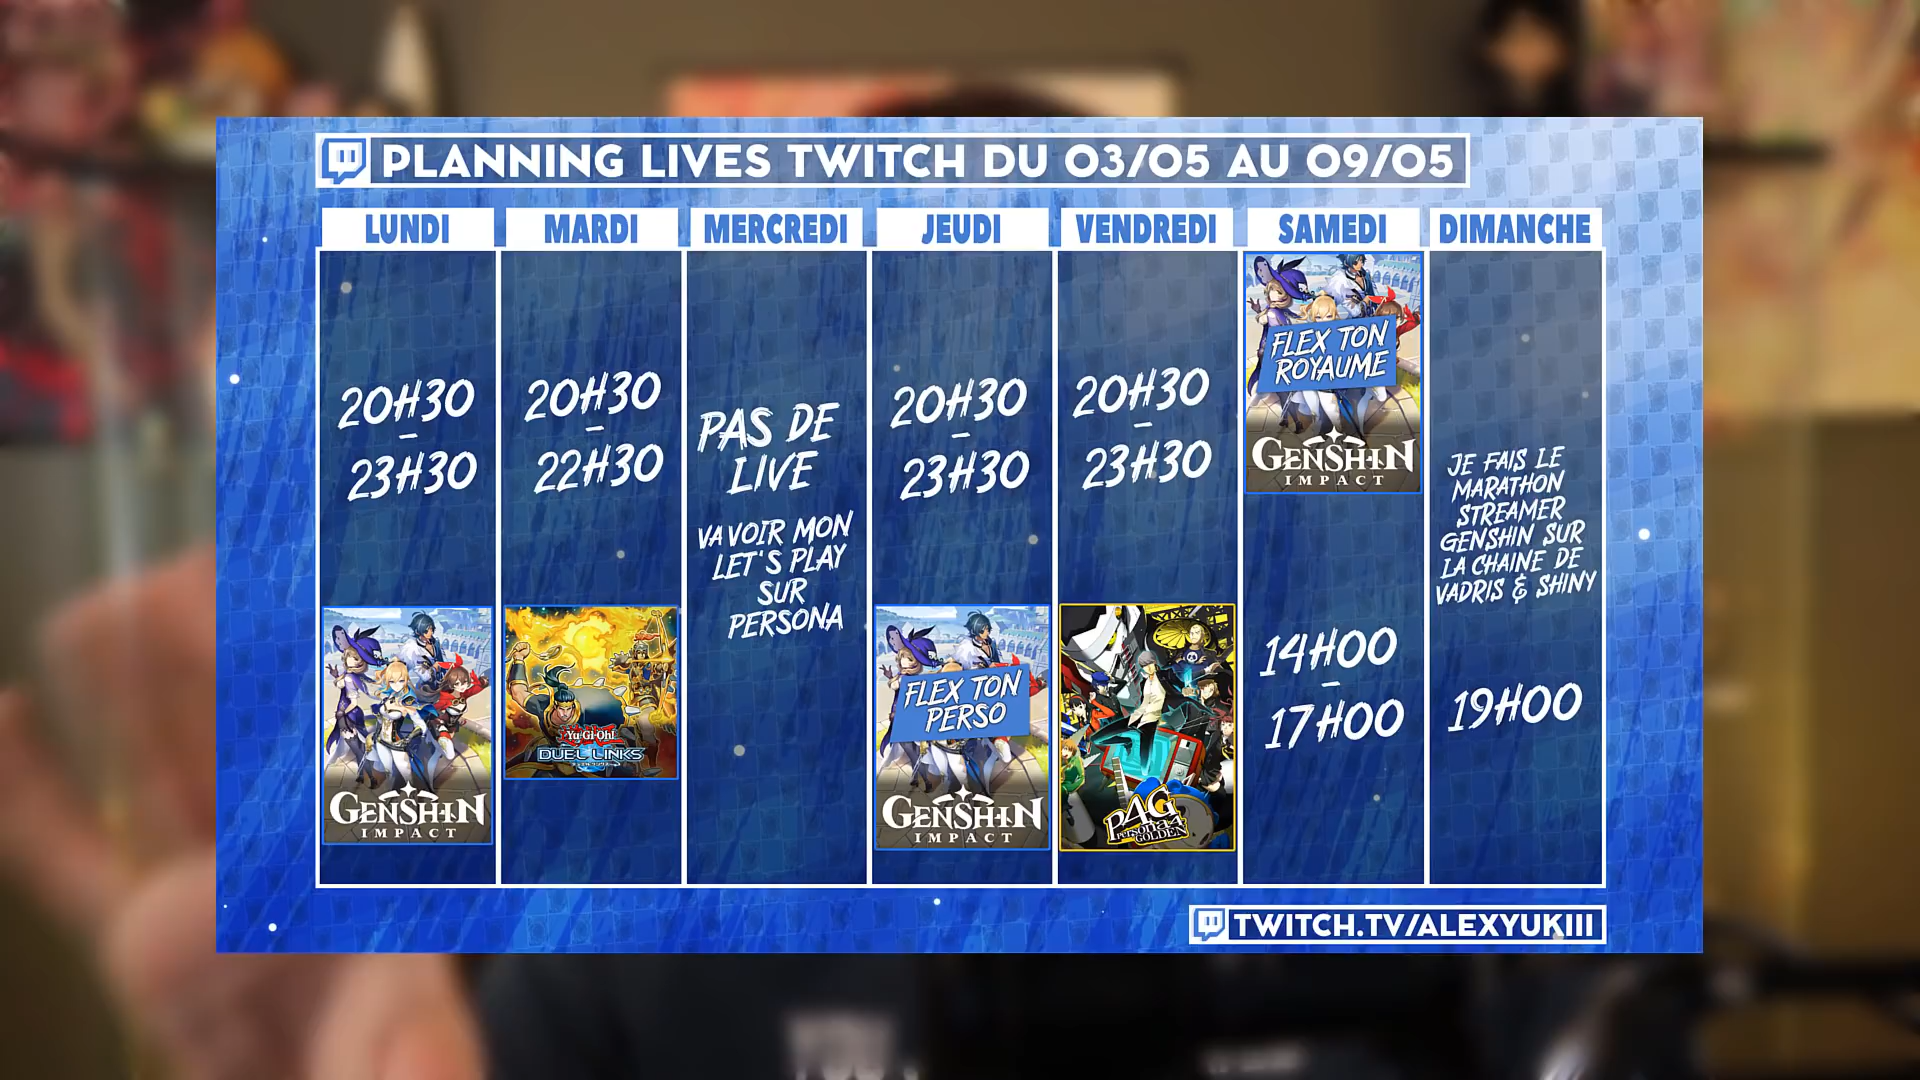 PLANNING LIVES TWITCH DU 03/05 AU 09/05
LUNDI
20H30
–
23H30
GENSHIN
IMPACT
MARDI
20H30
–
22H30
Yu-Gi-Oh!
DUEL LINKS
MERCREDI
PAS DE
LIVE
VA VOIR MON
LET'S PLAY
SUR
PERSONA
JEUDI
20H30
–
23H30
FLEX TON
PERSO
GENSHIN
IMPACT
VENDREDI
20H30
–
23H30
P4G
Persona4
GOLDEN
SAMEDI
FLEX TON
ROYAUME
GENSHIN
IMPACT
14H00
–
17H00
DIMANCHE
JE FAIS LE
MARATHON
STREAMER
GENSHIN SUR
LA CHAINE DE
VADRIS & SHINY
19H00
TWITCH.TV/ALEXYUKIII